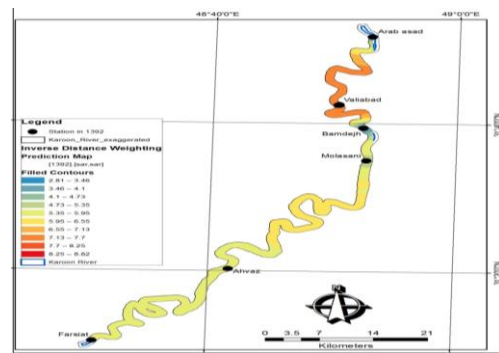 48°40'0"E
49°0'0"E
Arab asad
Valiabad
Bamdejh
Molasani
Legend
Station in 1392
Karoon_River_exaggerated
Inverse Distance Weighting
Prediction Map
[1392].[sav.sar]
Filled Contours
2.81 – 3.46
3.46 – 4.1
4.1 – 4.73
4.73 – 5.35
5.35 – 5.95
5.95 – 6.55
6.55 – 7.13
7.13 – 7.7
7.7 – 8.25
8.25 – 8.82
Karoon River
Ahvaz
Farsiat
0 3.5 7 14 21
Kilometers